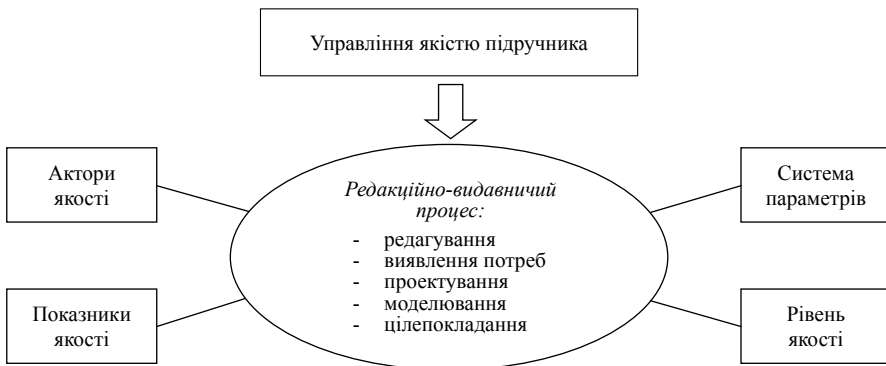 Управління якістю підручника
Актори
якості
Редакційно-видавничий
процес:
- редагування
- виявлення потреб
- проектування
- моделювання
- цілепокладання
Система
параметрів
Показники
якості
Рівень
якості